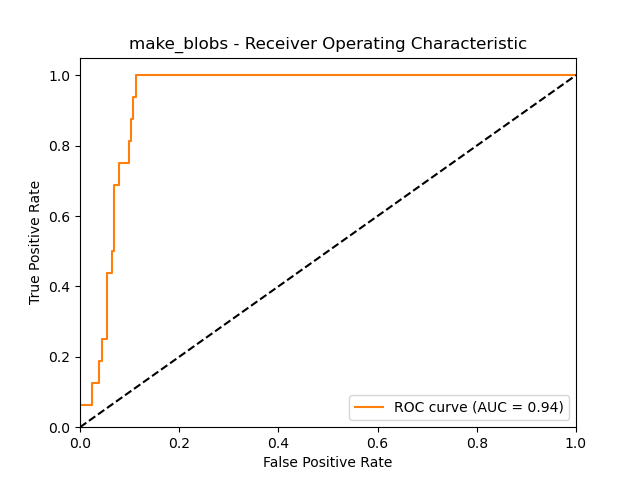 make_blobs - Receiver Operating Characteristic
True Positive Rate
1.0
0.8
0.6
0.4
0.2
0.0
0.0 0.2 0.4 0.6 0.8 1.0
False Positive Rate
ROC curve (AUC = 0.94)